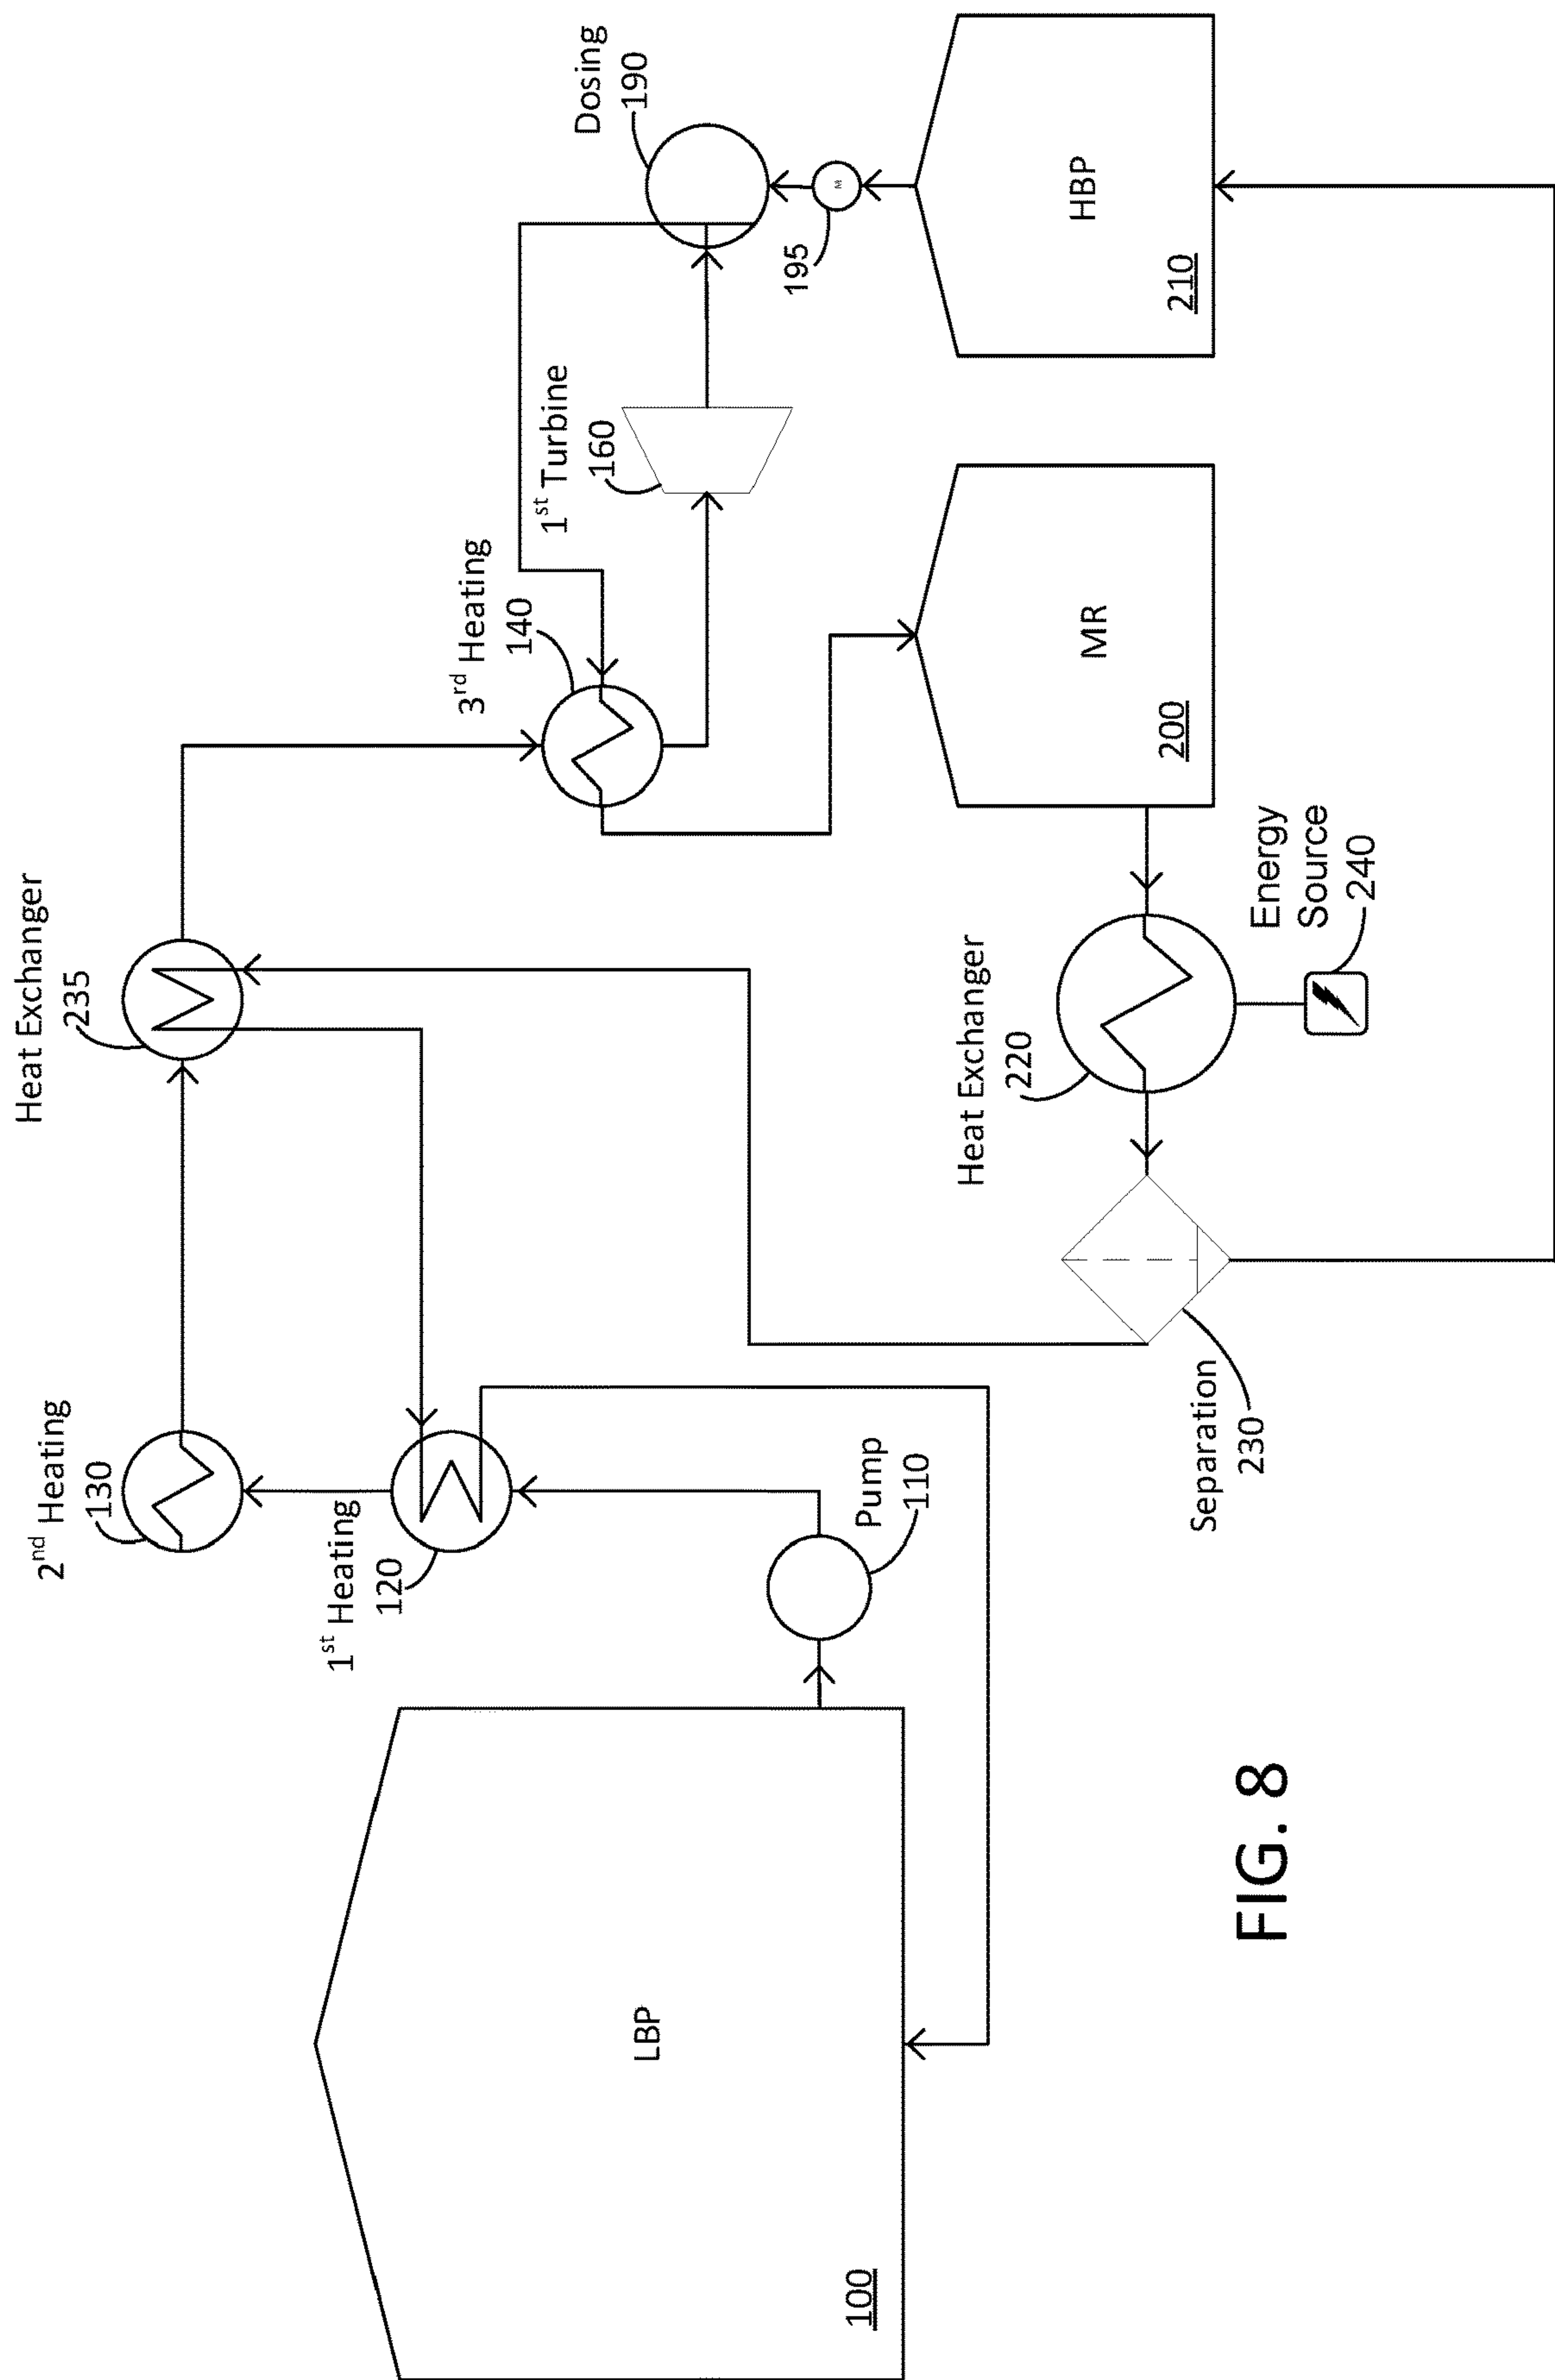 Heat Exchanger
235
2nd Heating
130
1st Heating
120
3rd Heating
140
1st Turbine
160
Dosing
190
195
M
Pump
110
LBP
100
Heat Exchanger
220
Separation
230
Energy
Source
240
MR
200
HBP
210
FIG. 8